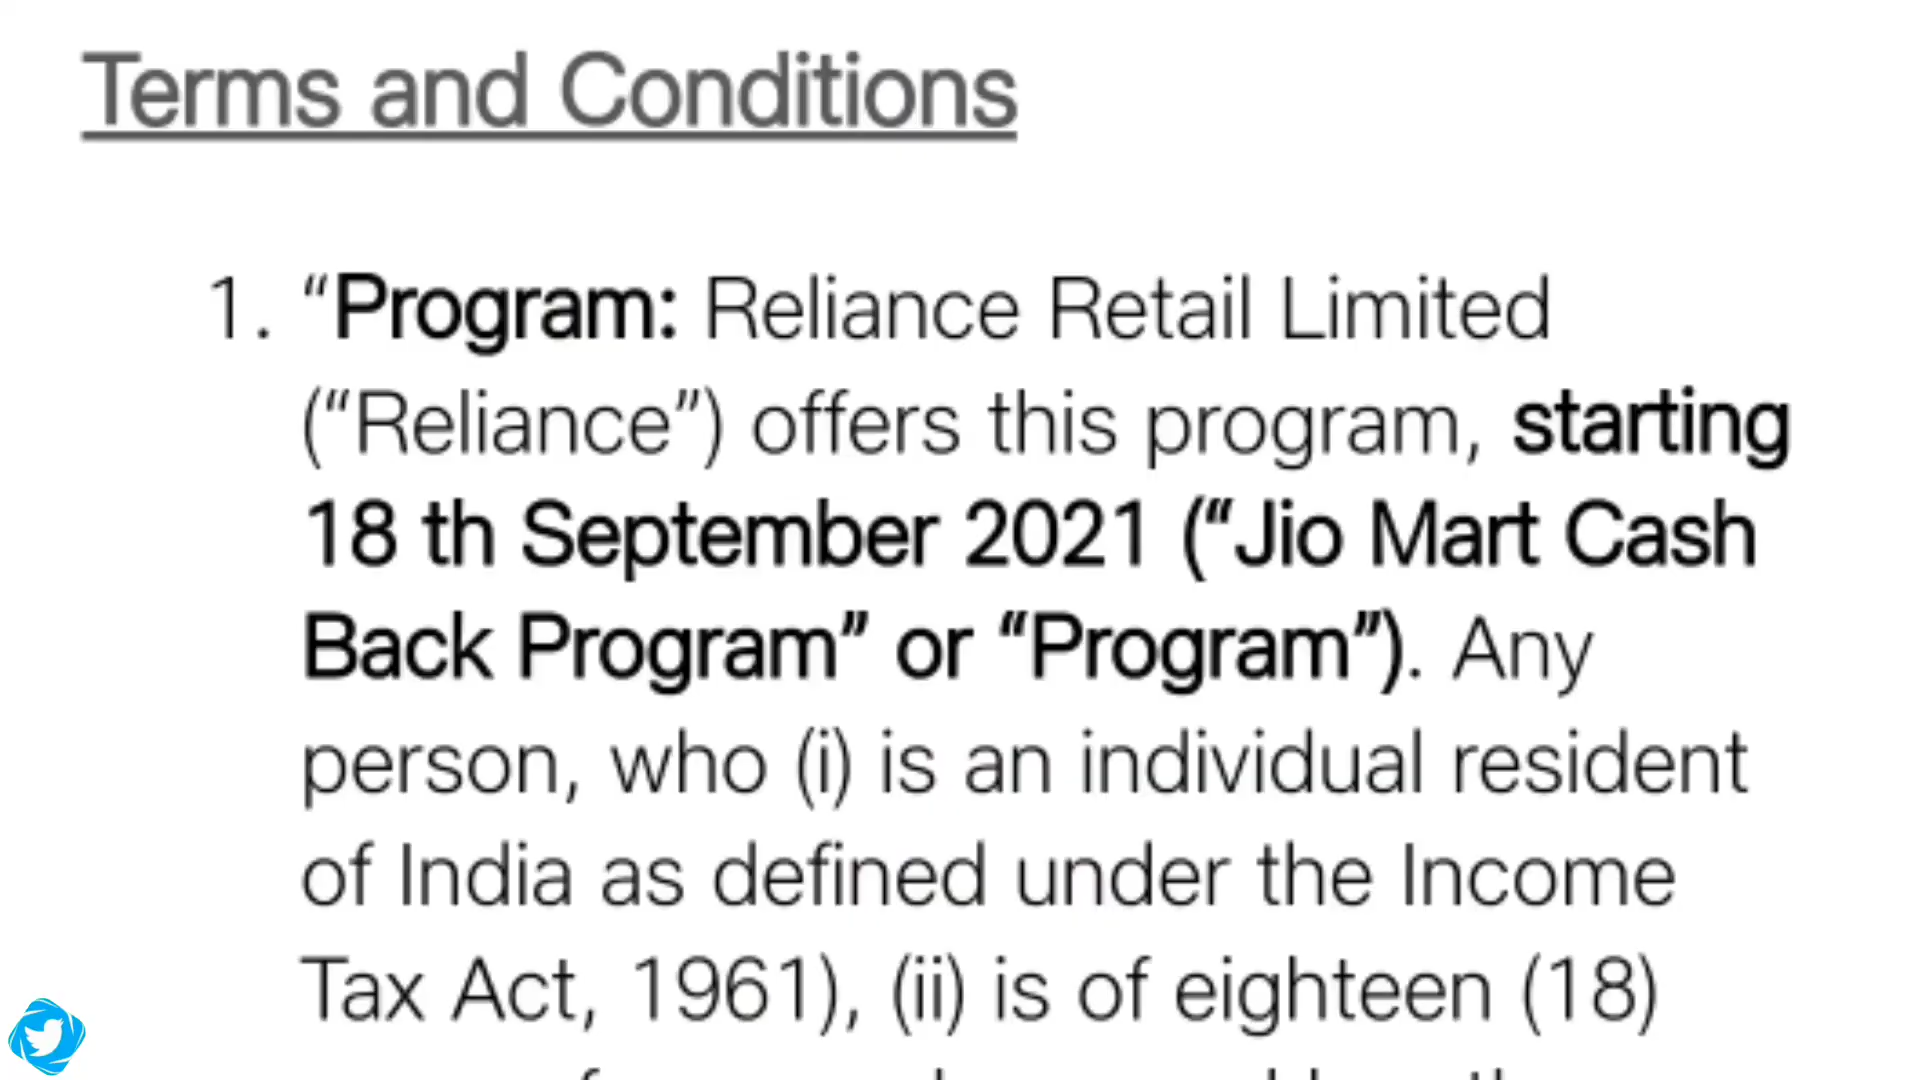 Terms and Conditions
1. “Program: Reliance Retail Limited
(“Reliance”) offers this program, starting
18 th September 2021 (“Jio Mart Cash
Back Program” or “Program”). Any
person, who (i) is an individual resident
of India as defined under the Income
Tax Act, 1961), (ii) is of eighteen (18)